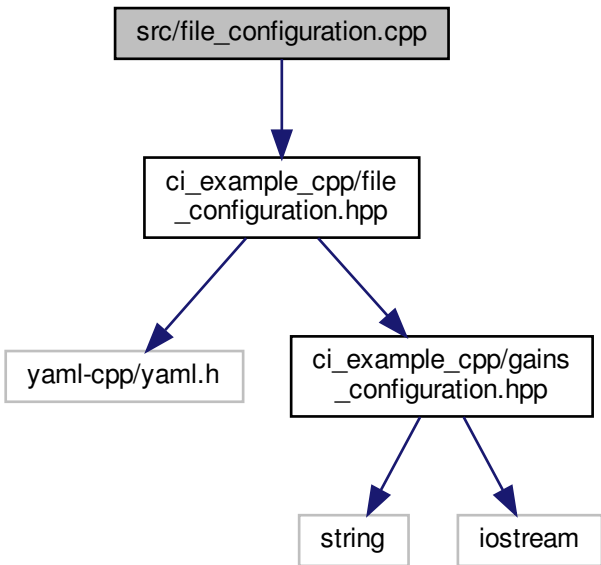 src/file_configuration.cpp
ci_example_cpp/file
_configuration.hpp
yaml-cpp/yaml.h
ci_example_cpp/gains
_configuration.hpp
string
iostream